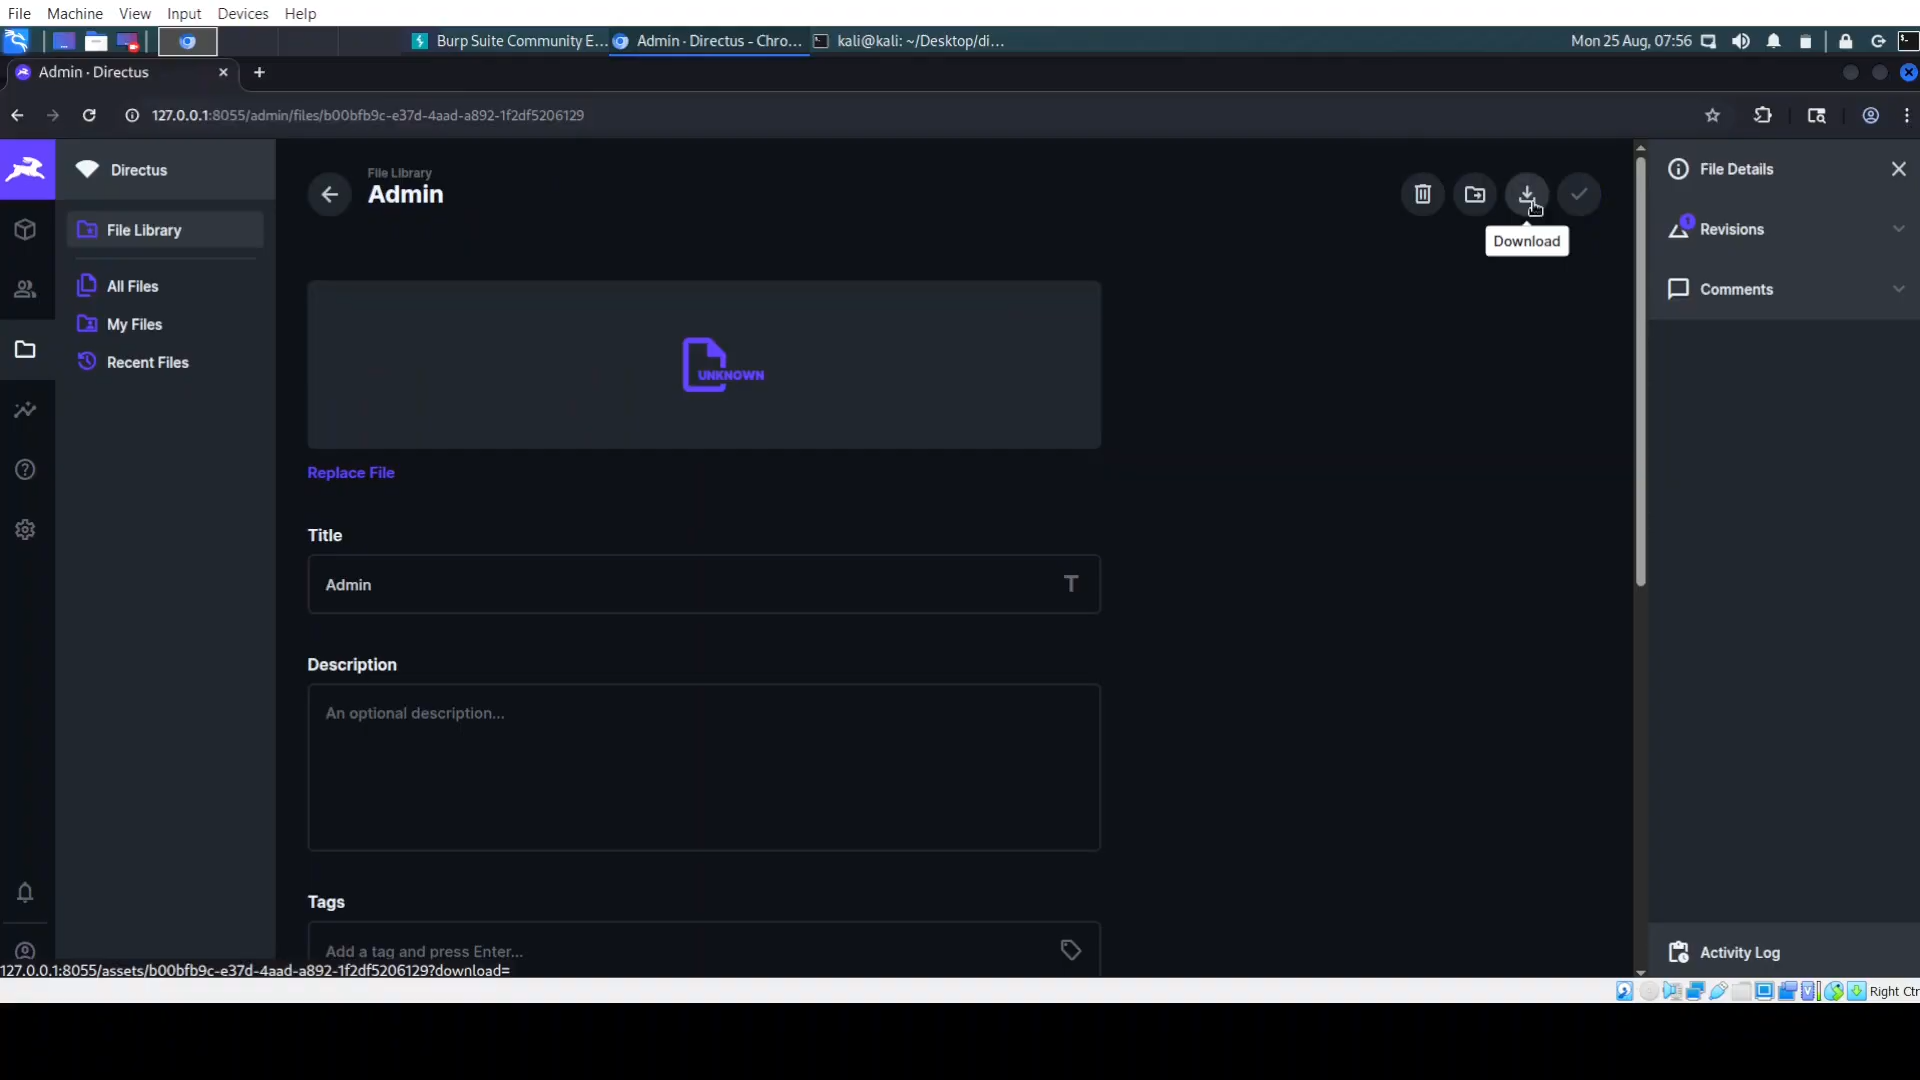 File Machine View Input Devices Help
Burp Suite Community E... Admin · Directus - Chro... kali@kali: ~/Desktop/di... Mon 25 Aug, 07:56
Admin · Directus
127.0.0.1:8055/admin/files/b00bfb9c-e37d-4aad-a892-1f2df5206129
Directus
File Library
All Files
My Files
Recent Files
File Library
Admin
Download
UNKNOWN
Replace File
Title
Admin
Description
An optional description...
Tags
Add a tag and press Enter...
File Details
1
Revisions
Comments
Activity Log
127.0.0.1:8055/assets/b00bfb9c-e37d-4aad-a892-1f2df5206129?download=
Right Ctr